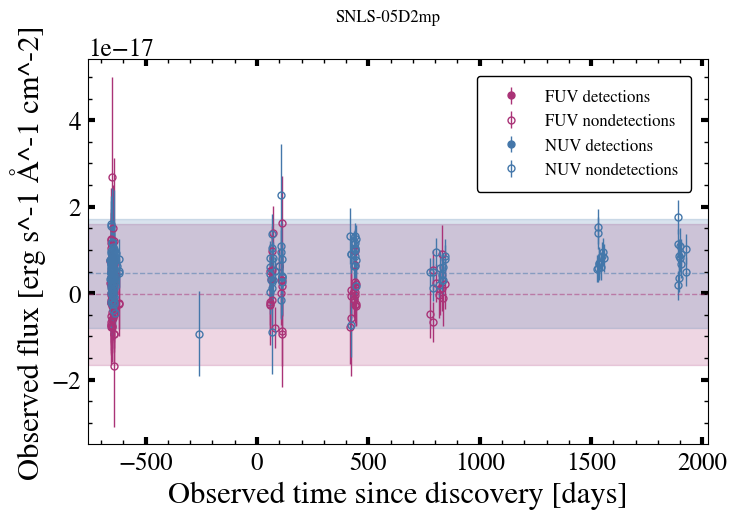 SNLS-05D2mp
1e−17
Observed flux [erg s^-1 Å^-1 cm^-2]
4
2
0
−2
FUV detections
FUV nondetections
NUV detections
NUV nondetections
−500 0 500 1000 1500 2000
Observed time since discovery [days]